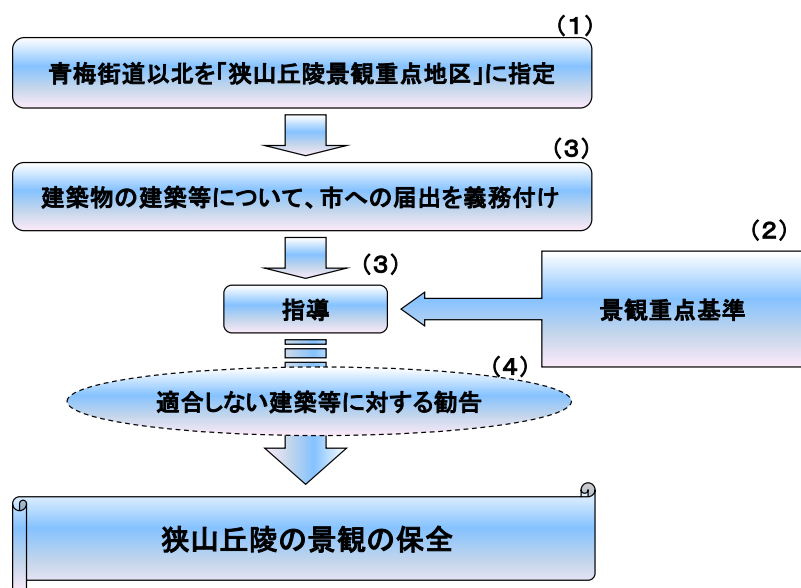 (1)
青梅街道以北を「狭山丘陵景観重点地区」に指定
(3)
建築物の建築等について、市への届出を義務付け
(2)
(3)
指導
景観重点基準
(4)
適合しない建築等に対する勧告
狭山丘陵の景観の保全